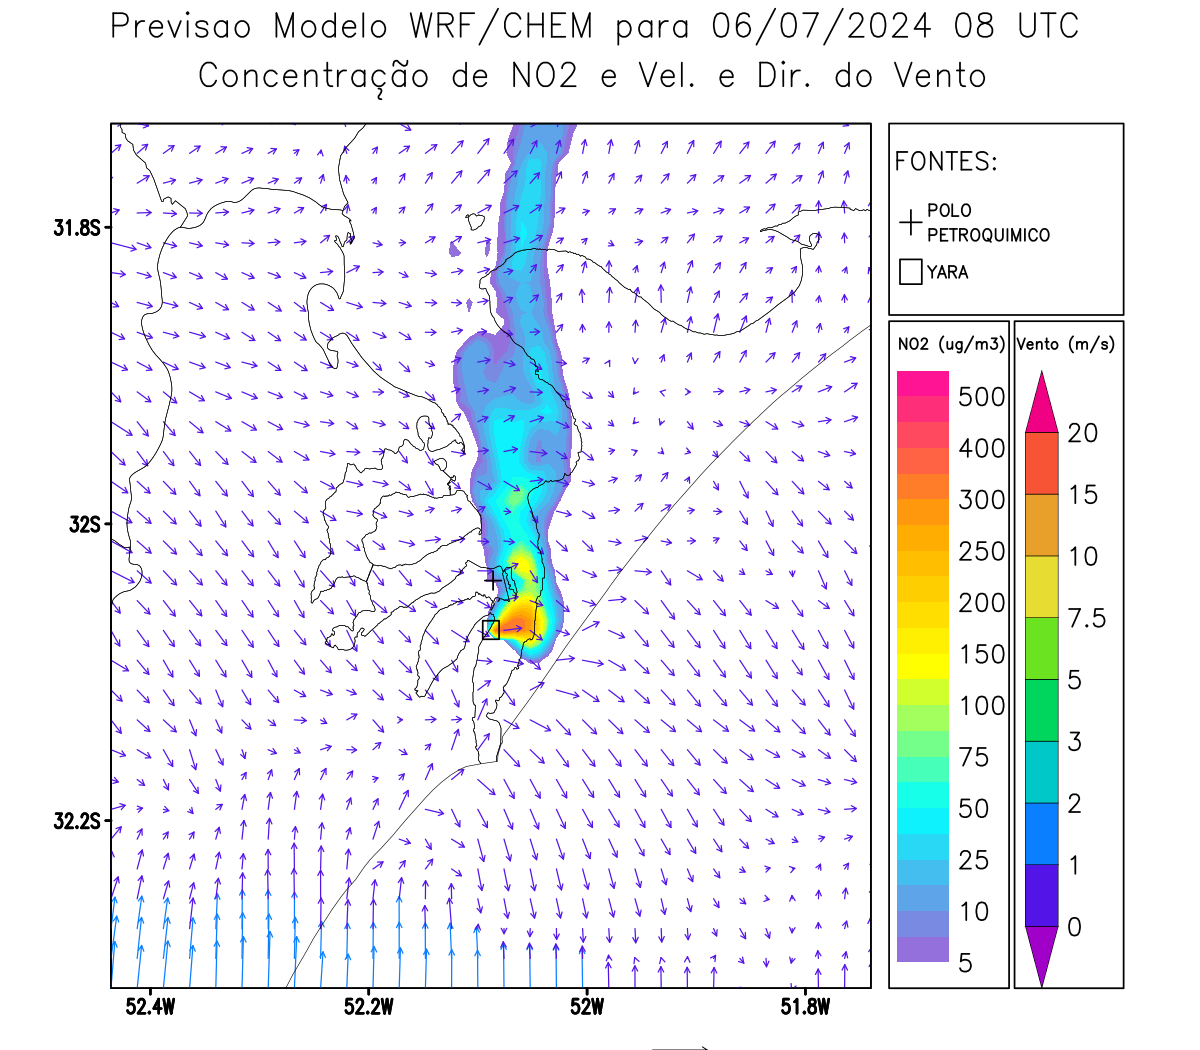 Previsao Modelo WRF/CHEM para 06/07/2024 08 UTC
Concentração de NO2 e Vel. e Dir. do Vento
FONTES:
POLO
PETROQUIMICO
YARA
NO2 (ug/m3)
500
400
300
250
200
150
100
75
50
25
10
5
Vento (m/s)
20
15
10
7.5
5
3
2
1
0
31.8S
32S
32.2S
52.4W
52.2W
52W
51.8W